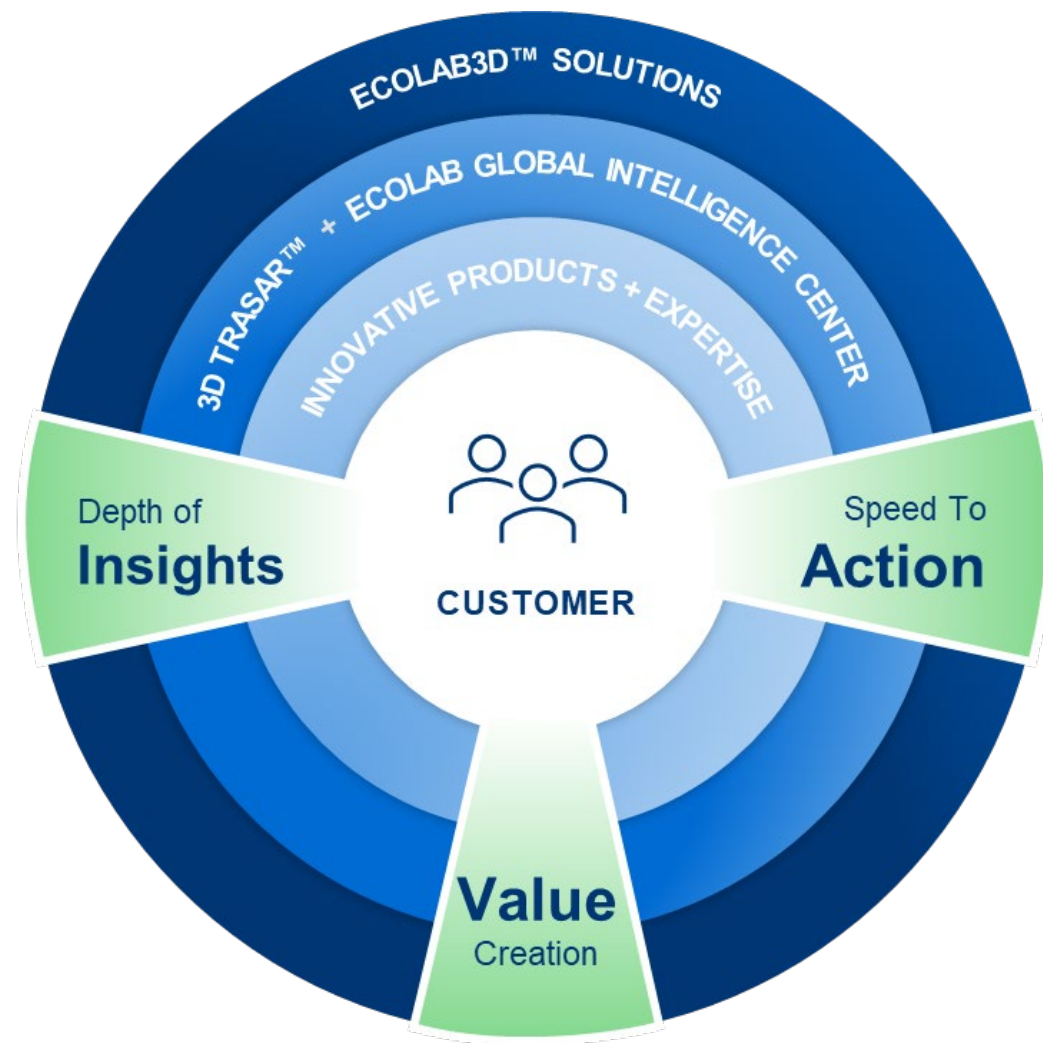 ECOLAB3D™ SOLUTIONS
3D TRASAR™ + ECOLAB GLOBAL INTELLIGENCE CENTER
INNOVATIVE PRODUCTS + EXPERTISE
Depth of
Insights
CUSTOMER
Speed To
Action
Value
Creation